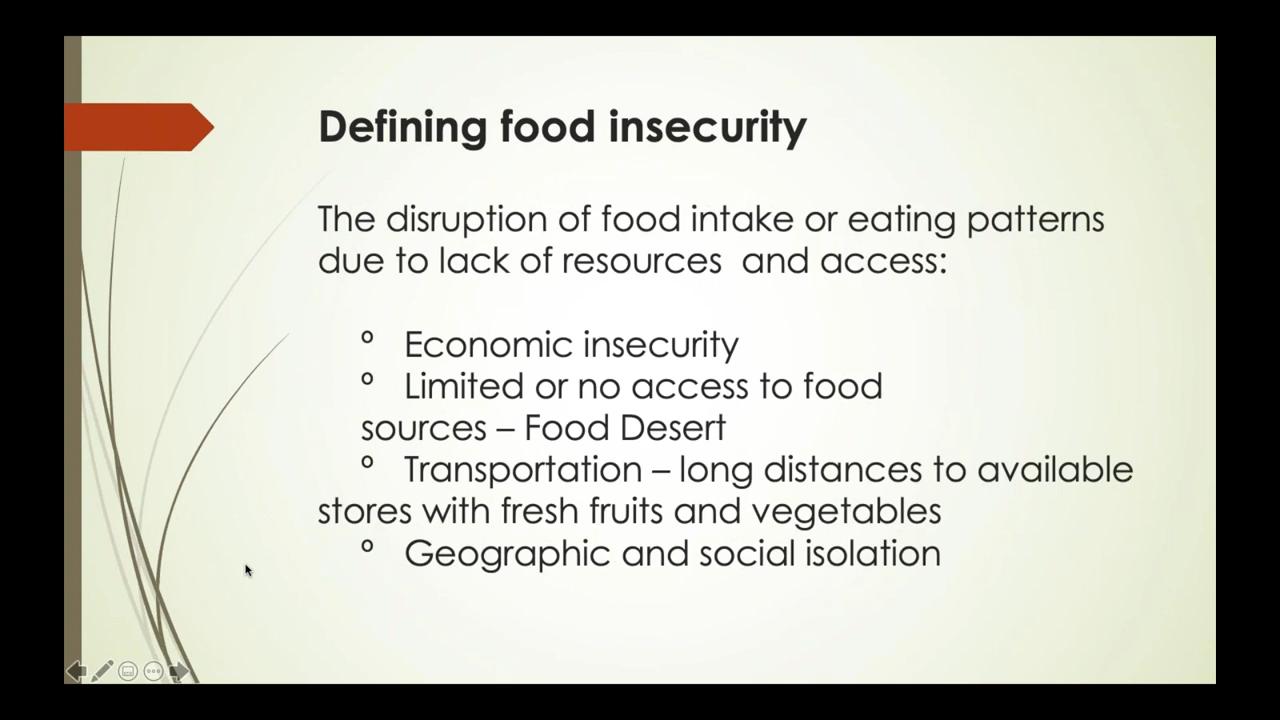 Defining food insecurity
The disruption of food intake or eating patterns
due to lack of resources  and access:
º Economic insecurity
º Limited or no access to food
sources – Food Desert
º Transportation – long distances to available
stores with fresh fruits and vegetables
º Geographic and social isolation